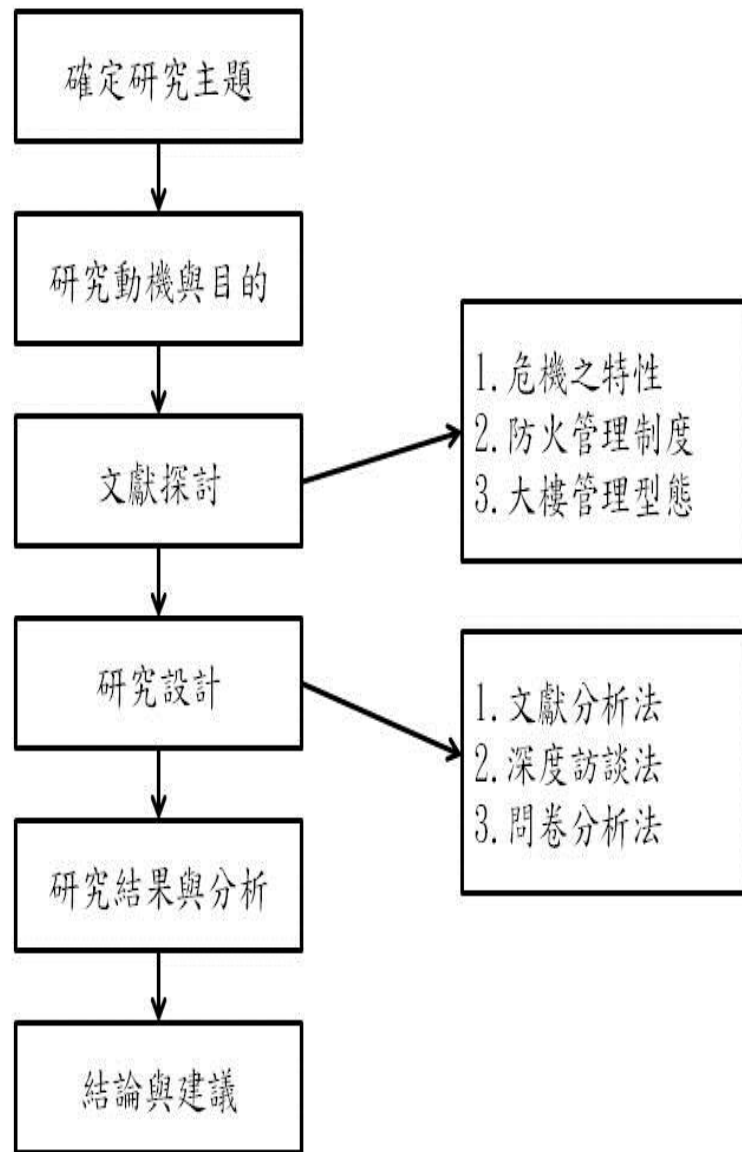 確定研究主題
研究動機與目的
文獻探討
1.危機之特性
2.防火管理制度
3.大樓管理型態
研究設計
1.文獻分析法
2.深度訪談法
3.問卷分析法
研究結果與分析
結論與建議